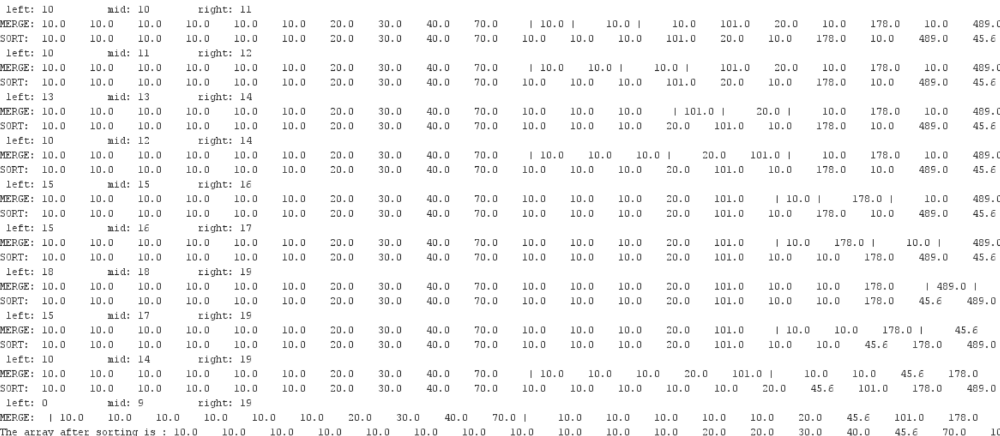 left: 10 mid: 10 right: 11
MERGE: 10.0 10.0 10.0 10.0 10.0 10.0 20.0 30.0 40.0 70.0 | 10.0 | 10.0 | 10.0 101.0 20.0 10.0 178.0 10.0 489.0
SORT: 10.0 10.0 10.0 10.0 10.0 10.0 20.0 30.0 40.0 70.0 10.0 10.0 10.0 101.0 20.0 10.0 178.0 10.0 489.0 45.6
left: 10 mid: 11 right: 12
MERGE: 10.0 10.0 10.0 10.0 10.0 10.0 20.0 30.0 40.0 70.0 | 10.0 10.0 | 10.0 | 101.0 20.0 10.0 178.0 10.0 489.0
SORT: 10.0 10.0 10.0 10.0 10.0 10.0 20.0 30.0 40.0 70.0 10.0 10.0 10.0 101.0 20.0 10.0 178.0 10.0 489.0 45.6
left: 13 mid: 13 right: 14
MERGE: 10.0 10.0 10.0 10.0 10.0 10.0 20.0 30.0 40.0 70.0 10.0 10.0 10.0 | 101.0 | 20.0 | 10.0 178.0 10.0 489.0
SORT: 10.0 10.0 10.0 10.0 10.0 10.0 20.0 30.0 40.0 70.0 10.0 10.0 10.0 20.0 101.0 10.0 178.0 10.0 489.0 45.6
left: 10 mid: 12 right: 14
MERGE: 10.0 10.0 10.0 10.0 10.0 10.0 20.0 30.0 40.0 70.0 | 10.0 10.0 10.0 | 20.0 101.0 | 10.0 178.0 10.0 489.0
SORT: 10.0 10.0 10.0 10.0 10.0 10.0 20.0 30.0 40.0 70.0 10.0 10.0 10.0 20.0 101.0 10.0 178.0 10.0 489.0 45.6
left: 15 mid: 15 right: 16
MERGE: 10.0 10.0 10.0 10.0 10.0 10.0 20.0 30.0 40.0 70.0 10.0 10.0 10.0 20.0 101.0 | 10.0 | 178.0 | 10.0 489.0
SORT: 10.0 10.0 10.0 10.0 10.0 10.0 20.0 30.0 40.0 70.0 10.0 10.0 10.0 20.0 101.0 10.0 178.0 10.0 489.0 45.6
left: 15 mid: 16 right: 17
MERGE: 10.0 10.0 10.0 10.0 10.0 10.0 20.0 30.0 40.0 70.0 10.0 10.0 10.0 20.0 101.0 | 10.0 178.0 | 10.0 | 489.0
SORT: 10.0 10.0 10.0 10.0 10.0 10.0 20.0 30.0 40.0 70.0 10.0 10.0 10.0 20.0 101.0 10.0 10.0 178.0 489.0 45.6
left: 18 mid: 18 right: 19
MERGE: 10.0 10.0 10.0 10.0 10.0 10.0 20.0 30.0 40.0 70.0 10.0 10.0 10.0 20.0 101.0 10.0 10.0 178.0 | 489.0 |
SORT: 10.0 10.0 10.0 10.0 10.0 10.0 20.0 30.0 40.0 70.0 10.0 10.0 10.0 20.0 101.0 10.0 10.0 178.0 45.6 489.0
left: 15 mid: 17 right: 19
MERGE: 10.0 10.0 10.0 10.0 10.0 10.0 20.0 30.0 40.0 70.0 10.0 10.0 10.0 20.0 101.0 | 10.0 10.0 178.0 | 45.6
SORT: 10.0 10.0 10.0 10.0 10.0 10.0 20.0 30.0 40.0 70.0 10.0 10.0 10.0 20.0 101.0 10.0 10.0 45.6 178.0 489.0
left: 10 mid: 14 right: 19
MERGE: 10.0 10.0 10.0 10.0 10.0 10.0 20.0 30.0 40.0 70.0 | 10.0 10.0 10.0 20.0 101.0 | 10.0 10.0 45.6 178.0
SORT: 10.0 10.0 10.0 10.0 10.0 10.0 20.0 30.0 40.0 70.0 10.0 10.0 10.0 10.0 10.0 20.0 45.6 101.0 178.0 489.0
left: 0 mid: 9 right: 19
MERGE: | 10.0 10.0 10.0 10.0 10.0 10.0 20.0 30.0 40.0 70.0 | 10.0 10.0 10.0 10.0 10.0 20.0 45.6 101.0 178.0
The array after sorting is : 10.0 10.0 10.0 10.0 10.0 10.0 10.0 10.0 10.0 10.0 10.0 20.0 20.0 30.0 40.0 45.6 70.0 10